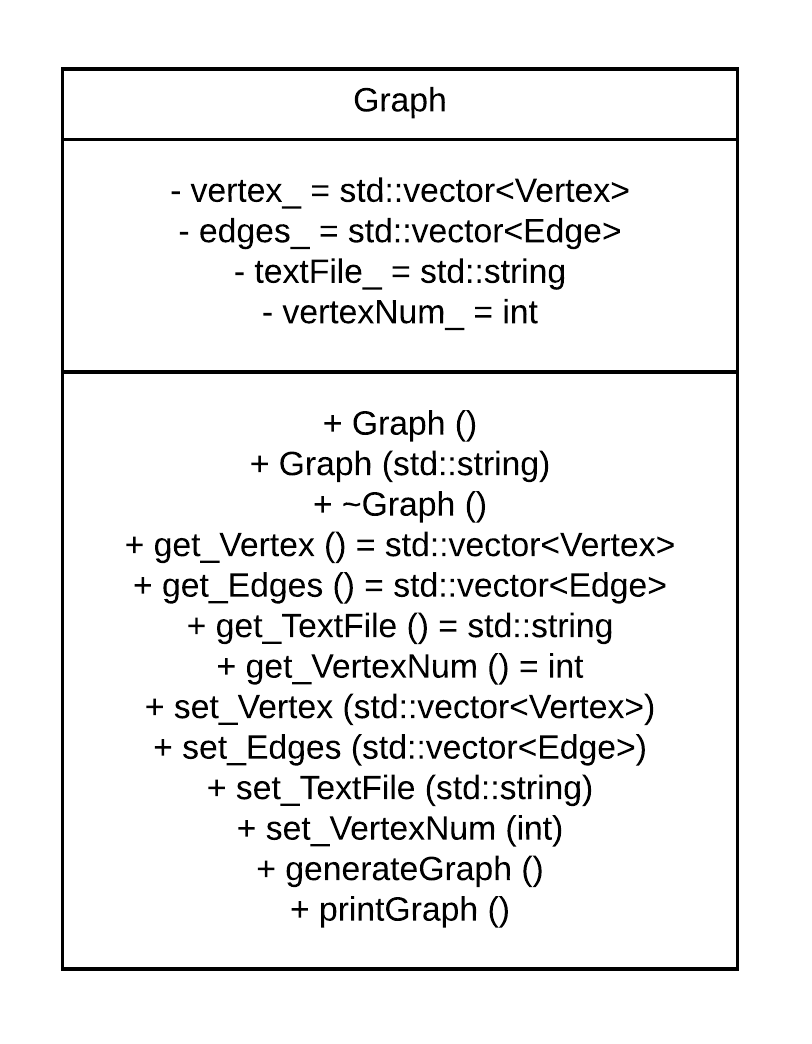 Graph
- vertex_ = std::vector<Vertex>
- edges_ = std::vector<Edge>
- textFile_ = std::string
- vertexNum_ = int
+ Graph ()
+ Graph (std::string)
+ ~Graph ()
+ get_Vertex () = std::vector<Vertex>
+ get_Edges () = std::vector<Edge>
+ get_TextFile () = std::string
+ get_VertexNum () = int
+ set_Vertex (std::vector<Vertex>)
+ set_Edges (std::vector<Edge>)
+ set_TextFile (std::string)
+ set_VertexNum (int)
+ generateGraph ()
+ printGraph ()